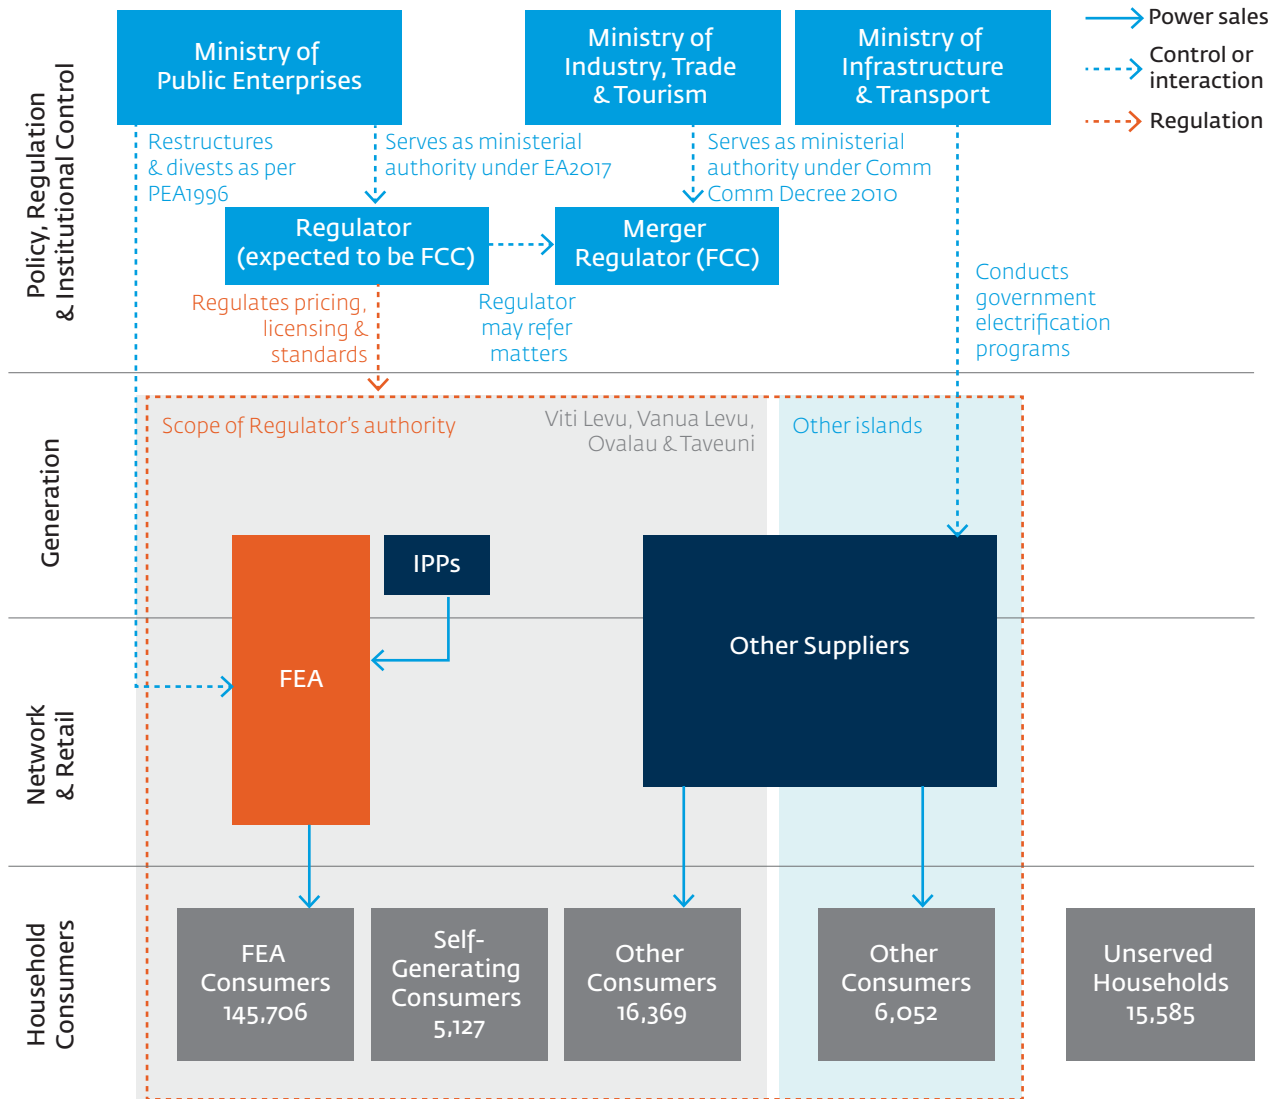 Ministry of
Public Enterprises
Ministry of
Industry, Trade
& Tourism
Ministry of
Infrastructure
& Transport
Power sales
Control or
interaction
Regulation
Policy, Regulation
& Institutional Control
Restructures
& divests as per
PEA1996
Serves as ministerial
authority under EA2017
Serves as ministerial
authority under Comm
Comm Decree 2010
Regulator
(expected to be FCC)
Merger
Regulator (FCC)
Regulates pricing,
licensing &
standards
Regulator
may refer
matters
Conducts
government
electrification
programs
Generation
Scope of Regulator's authority
Viti Levu, Vanua Levu,
Ovalau & Taveuni
Other islands
IPPs
FEA
Other Suppliers
Network
& Retail
Household
Consumers
FEA
Consumers
145,706
Self-
Generating
Consumers
5,127
Other
Consumers
16,369
Other
Consumers
6,052
Unserved
Households
15,585